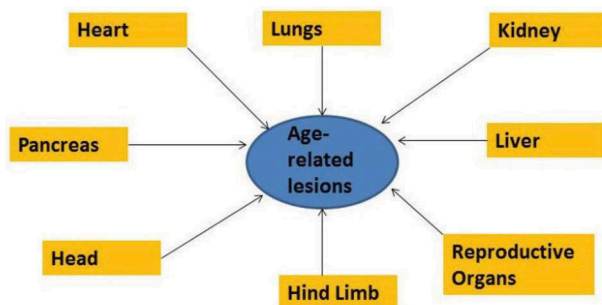 Heart
Lungs
Kidney
Pancreas
Age-
related
lesions
Liver
Head
Hind Limb
Reproductive
Organs